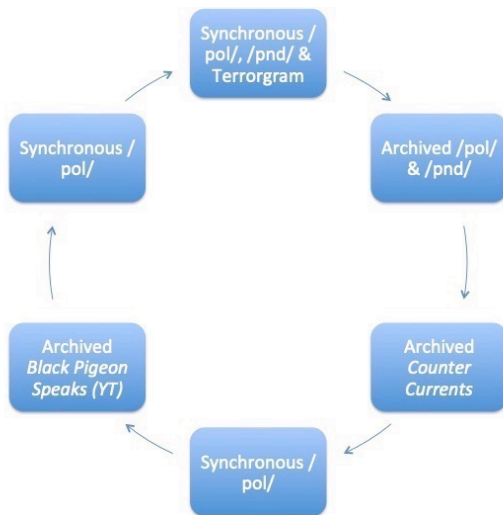 Synchronous /
pol/, /pnd/ &
Terrorgram
Archived /pol/
& /pnd/
Archived
Counter
Currents
Synchronous /
pol/
Archived
Black Pigeon
Speaks (YT)
Synchronous /
pol/